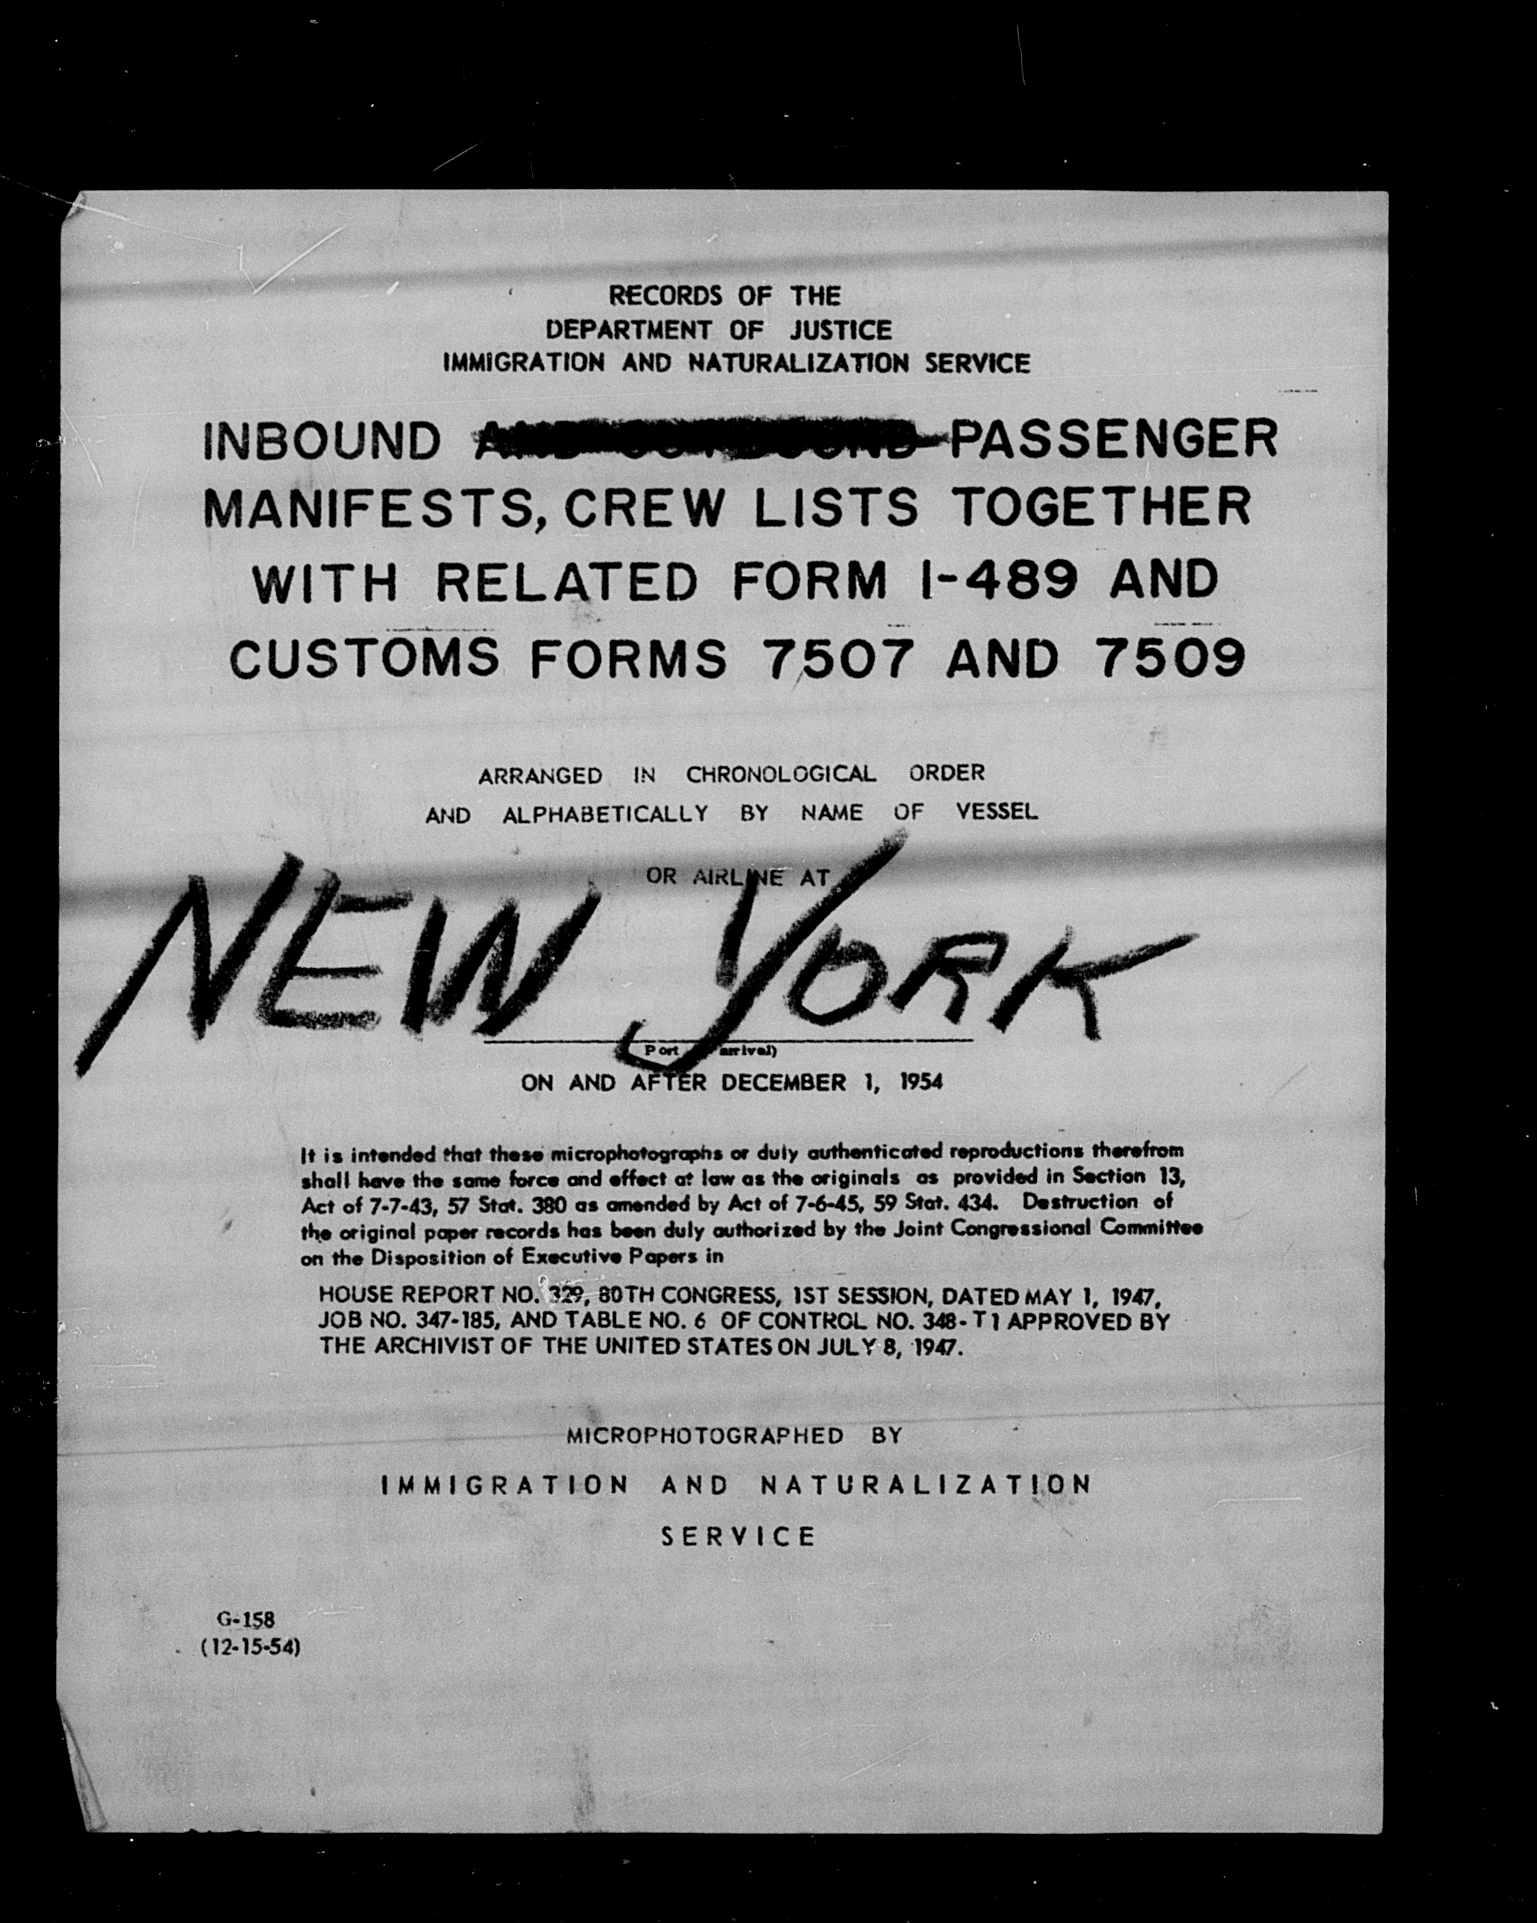 RECORDS OF THE
DEPARTMENT OF JUSTICE
IMMIGRATION AND NATURALIZATION SERVICE
INBOUND AND OUTBOUND PASSENGER
MANIFESTS, CREW LISTS TOGETHER
WITH RELATED FORM I-489 AND
CUSTOMS FORMS 7507 AND 7509
ARRANGED IN CHRONOLOGICAL ORDER
AND ALPHABETICALLY BY NAME OF VESSEL
OR AIRLINE AT
NEW YORK
(Port of arrival)
ON AND AFTER DECEMBER 1, 1954
It is intended that these microphotographs or duly authenticated reproductions therefrom
shall have the same force and effect at law as the originals as provided in Section 13,
Act of 7-7-43, 57 Stat. 380 as amended by Act of 7-6-45, 59 Stat. 434. Destruction of
the original paper records has been duly authorized by the Joint Congressional Committee
on the Disposition of Executive Papers in
HOUSE REPORT NO. 329, 80TH CONGRESS, 1ST SESSION, DATED MAY 1, 1947,
JOB NO. 347-185, AND TABLE NO. 6 OF CONTROL NO. 348-T1 APPROVED BY
THE ARCHIVIST OF THE UNITED STATES ON JULY 8, 1947.
MICROPHOTOGRAPHED BY
IMMIGRATION AND NATURALIZATION
SERVICE
G-158
(12-15-54)